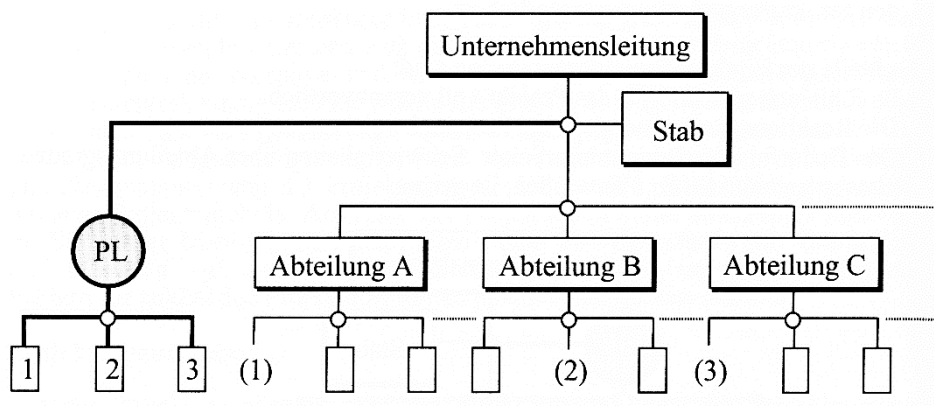 Unternehmensleitung
Stab
PL
Abteilung A
Abteilung B
Abteilung C
1
2
3
(1)
(2)
(3)